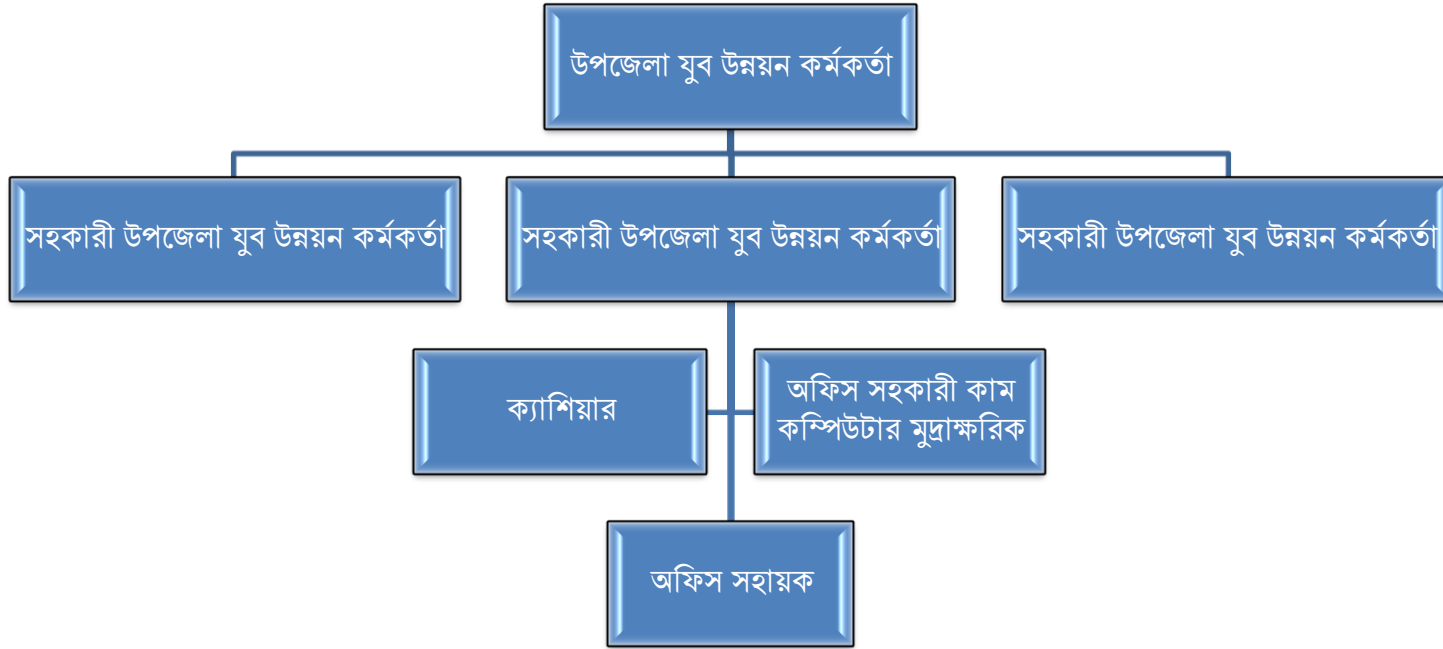 উপজেলা যুব উন্নয়ন কর্মকর্তা
সহকারী উপজেলা যুব উন্নয়ন কর্মকর্তা
সহকারী উপজেলা যুব উন্নয়ন কর্মকর্তা
সহকারী উপজেলা যুব উন্নয়ন কর্মকর্তা
ক্যাশিয়ার
অফিস সহকারী কাম
কম্পিউটার মুদ্রাক্ষরিক
অফিস সহায়ক